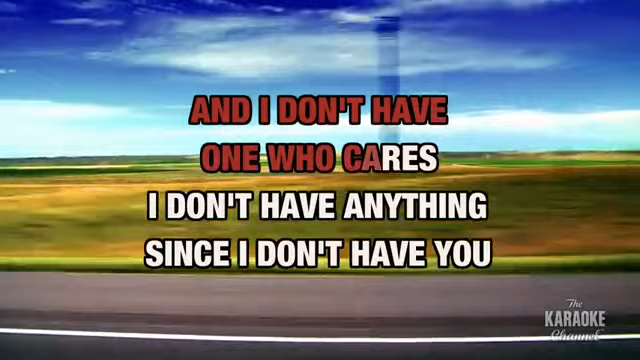 AND I DON'T HAVE
ONE WHO CARES
I DON'T HAVE ANYTHING
SINCE I DON'T HAVE YOU
The
KARAOKE
Channel